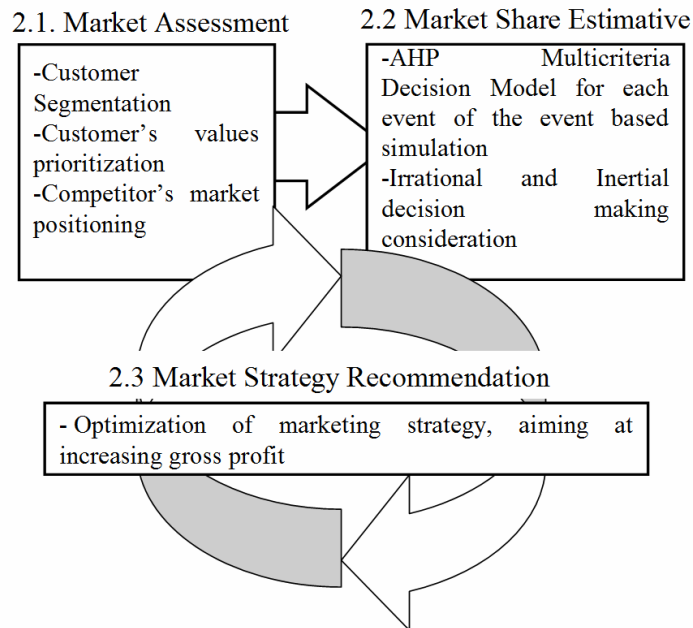 2.1. Market Assessment
-Customer
Segmentation
-Customer's values
prioritization
-Competitor's market
positioning
2.2 Market Share Estimative
-AHP Multicriteria
Decision Model for each
event of the event based
simulation
-Irrational and Inertial
decision making
consideration
2.3 Market Strategy Recommendation
- Optimization of marketing strategy, aiming at
increasing gross profit